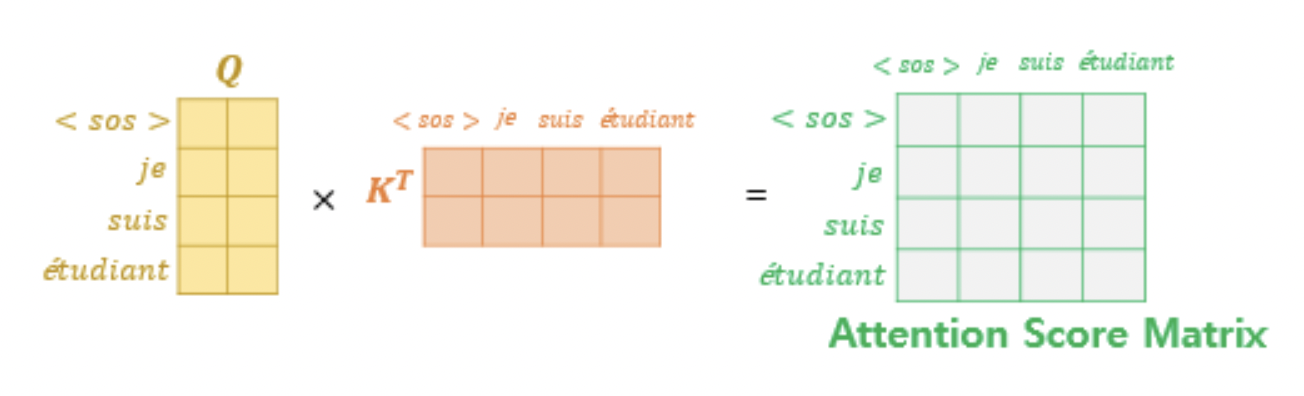 Q
< sos >
je
suis
étudiant
×
< sos > je suis étudiant
K^T
=
< sos > je suis étudiant
< sos >
je
suis
étudiant
Attention Score Matrix